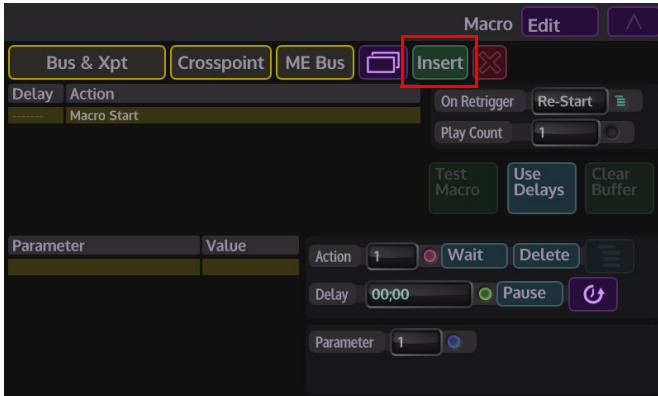 Macro Edit
Bus & Xpt Crosspoint ME Bus Insert
Delay Action
------- Macro Start
On Retrigger Re-Start
Play Count 1
Test Macro
Use Delays
Clear Buffer
Parameter Value
Action 1 Wait Delete
Delay 00;00 Pause
Parameter 1